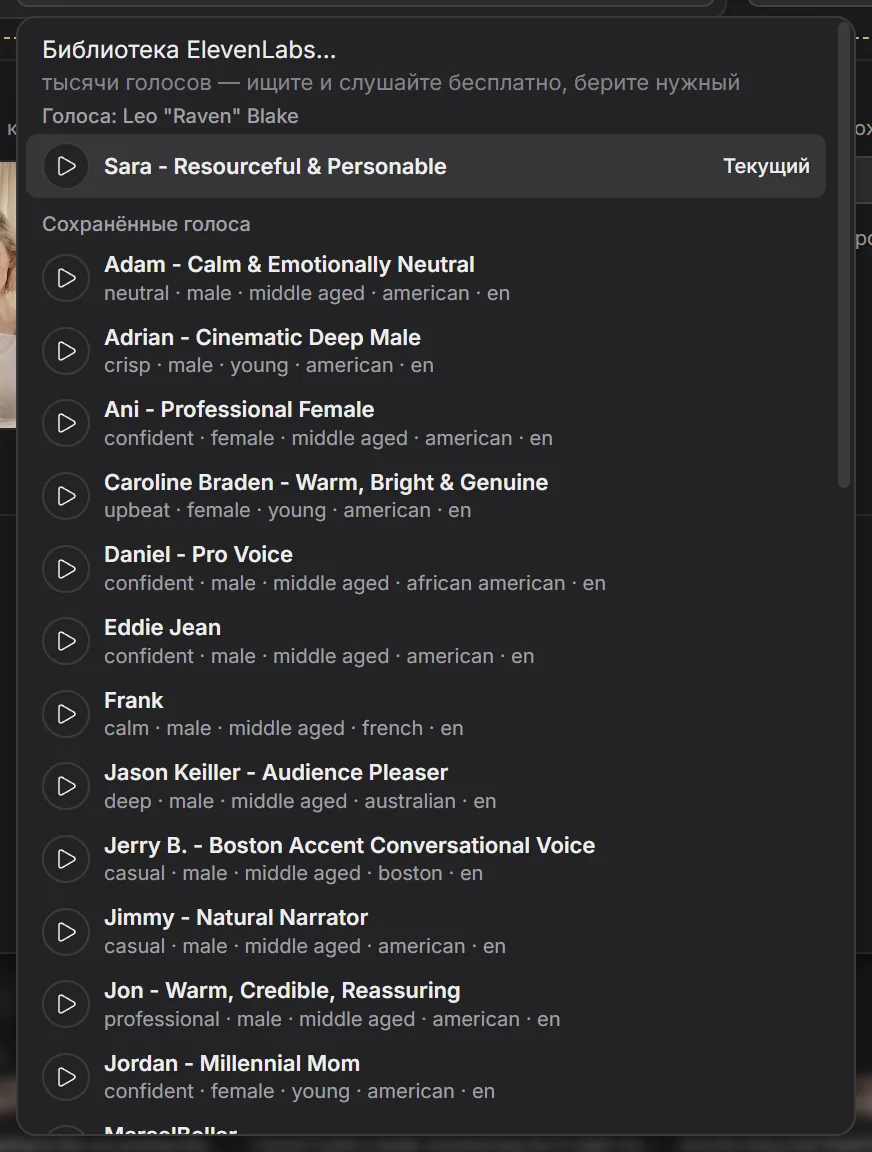 Библиотека ElevenLabs...
тысячи голосов — ищите и слушайте бесплатно, берите нужный
Голоса: Leo "Raven" Blake
Sara - Resourceful & Personable Текущий
Сохранённые голоса
Adam - Calm & Emotionally Neutral
neutral · male · middle aged · american · en
Adrian - Cinematic Deep Male
crisp · male · young · american · en
Ani - Professional Female
confident · female · middle aged · american · en
Caroline Braden - Warm, Bright & Genuine
upbeat · female · young · american · en
Daniel - Pro Voice
confident · male · middle aged · african american · en
Eddie Jean
confident · male · middle aged · american · en
Frank
calm · male · middle aged · french · en
Jason Keiller - Audience Pleaser
deep · male · middle aged · australian · en
Jerry B. - Boston Accent Conversational Voice
casual · male · middle aged · boston · en
Jimmy - Natural Narrator
casual · male · middle aged · american · en
Jon - Warm, Credible, Reassuring
professional · male · middle aged · american · en
Jordan - Millennial Mom
confident · female · young · american · en